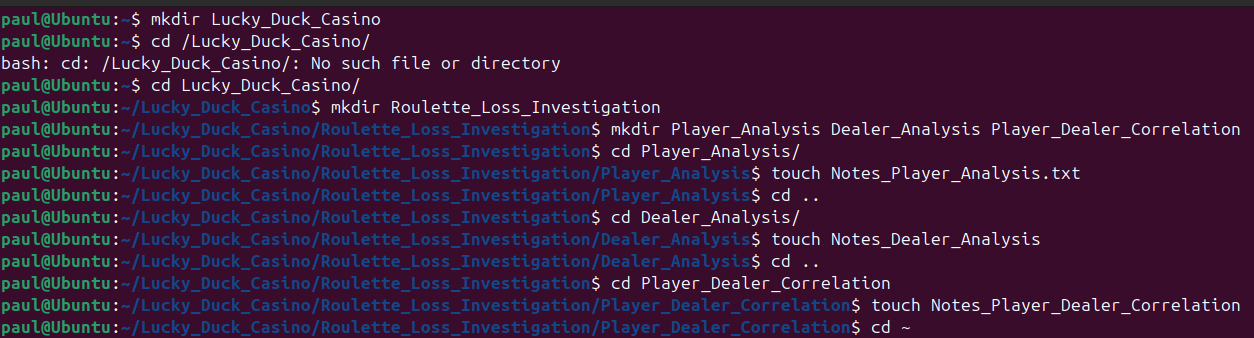 paul@Ubuntu:~$ mkdir Lucky_Duck_Casino
paul@Ubuntu:~$ cd /Lucky_Duck_Casino/
bash: cd: /Lucky_Duck_Casino/: No such file or directory
paul@Ubuntu:~$ cd Lucky_Duck_Casino/
paul@Ubuntu:~/Lucky_Duck_Casino$ mkdir Roulette_Loss_Investigation
paul@Ubuntu:~/Lucky_Duck_Casino/Roulette_Loss_Investigation$ mkdir Player_Analysis Dealer_Analysis Player_Dealer_Correlation
paul@Ubuntu:~/Lucky_Duck_Casino/Roulette_Loss_Investigation$ cd Player_Analysis/
paul@Ubuntu:~/Lucky_Duck_Casino/Roulette_Loss_Investigation/Player_Analysis$ touch Notes_Player_Analysis.txt
paul@Ubuntu:~/Lucky_Duck_Casino/Roulette_Loss_Investigation/Player_Analysis$ cd ..
paul@Ubuntu:~/Lucky_Duck_Casino/Roulette_Loss_Investigation$ cd Dealer_Analysis/
paul@Ubuntu:~/Lucky_Duck_Casino/Roulette_Loss_Investigation/Dealer_Analysis$ touch Notes_Dealer_Analysis
paul@Ubuntu:~/Lucky_Duck_Casino/Roulette_Loss_Investigation/Dealer_Analysis$ cd ..
paul@Ubuntu:~/Lucky_Duck_Casino/Roulette_Loss_Investigation$ cd Player_Dealer_Correlation
paul@Ubuntu:~/Lucky_Duck_Casino/Roulette_Loss_Investigation/Player_Dealer_Correlation$ touch Notes_Player_Dealer_Correlation
paul@Ubuntu:~/Lucky_Duck_Casino/Roulette_Loss_Investigation/Player_Dealer_Correlation$ cd ~